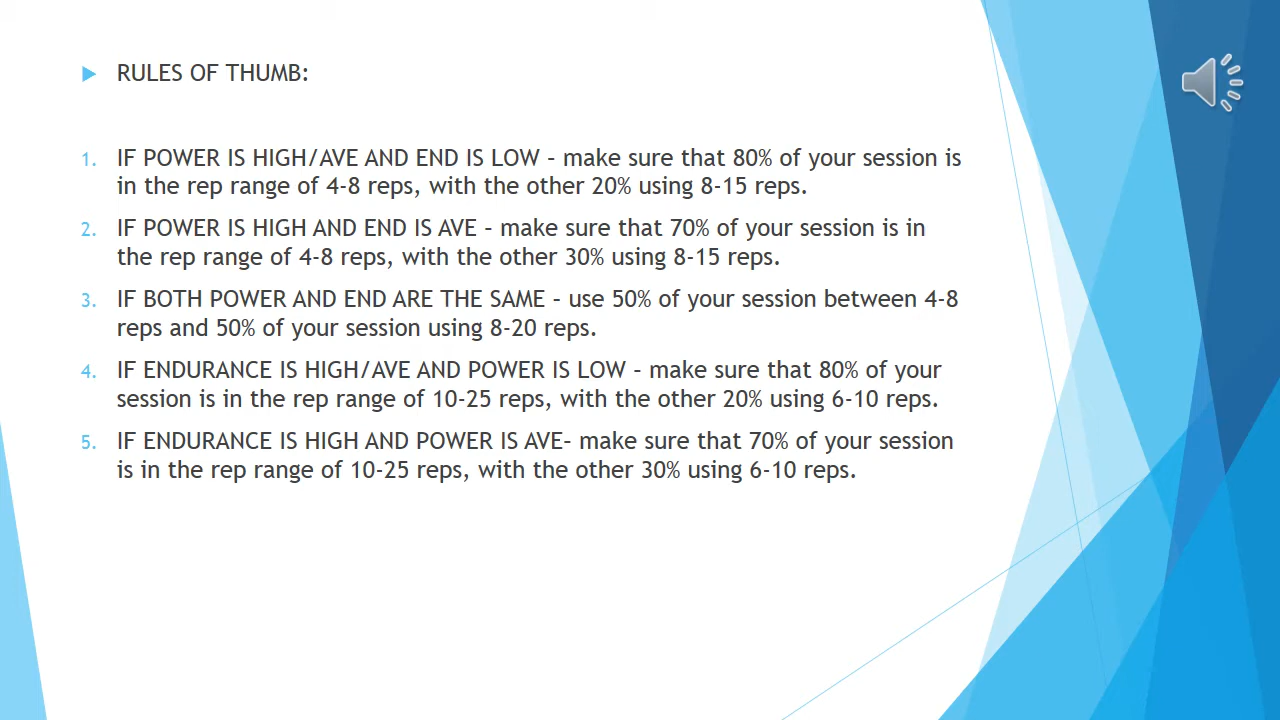 RULES OF THUMB:
1. IF POWER IS HIGH/AVE AND END IS LOW – make sure that 80% of your session is
in the rep range of 4-8 reps, with the other 20% using 8-15 reps.
2. IF POWER IS HIGH AND END IS AVE – make sure that 70% of your session is in
the rep range of 4-8 reps, with the other 30% using 8-15 reps.
3. IF BOTH POWER AND END ARE THE SAME – use 50% of your session between 4-8
reps and 50% of your session using 8-20 reps.
4. IF ENDURANCE IS HIGH/AVE AND POWER IS LOW – make sure that 80% of your
session is in the rep range of 10-25 reps, with the other 20% using 6-10 reps.
5. IF ENDURANCE IS HIGH AND POWER IS AVE– make sure that 70% of your session
is in the rep range of 10-25 reps, with the other 30% using 6-10 reps.